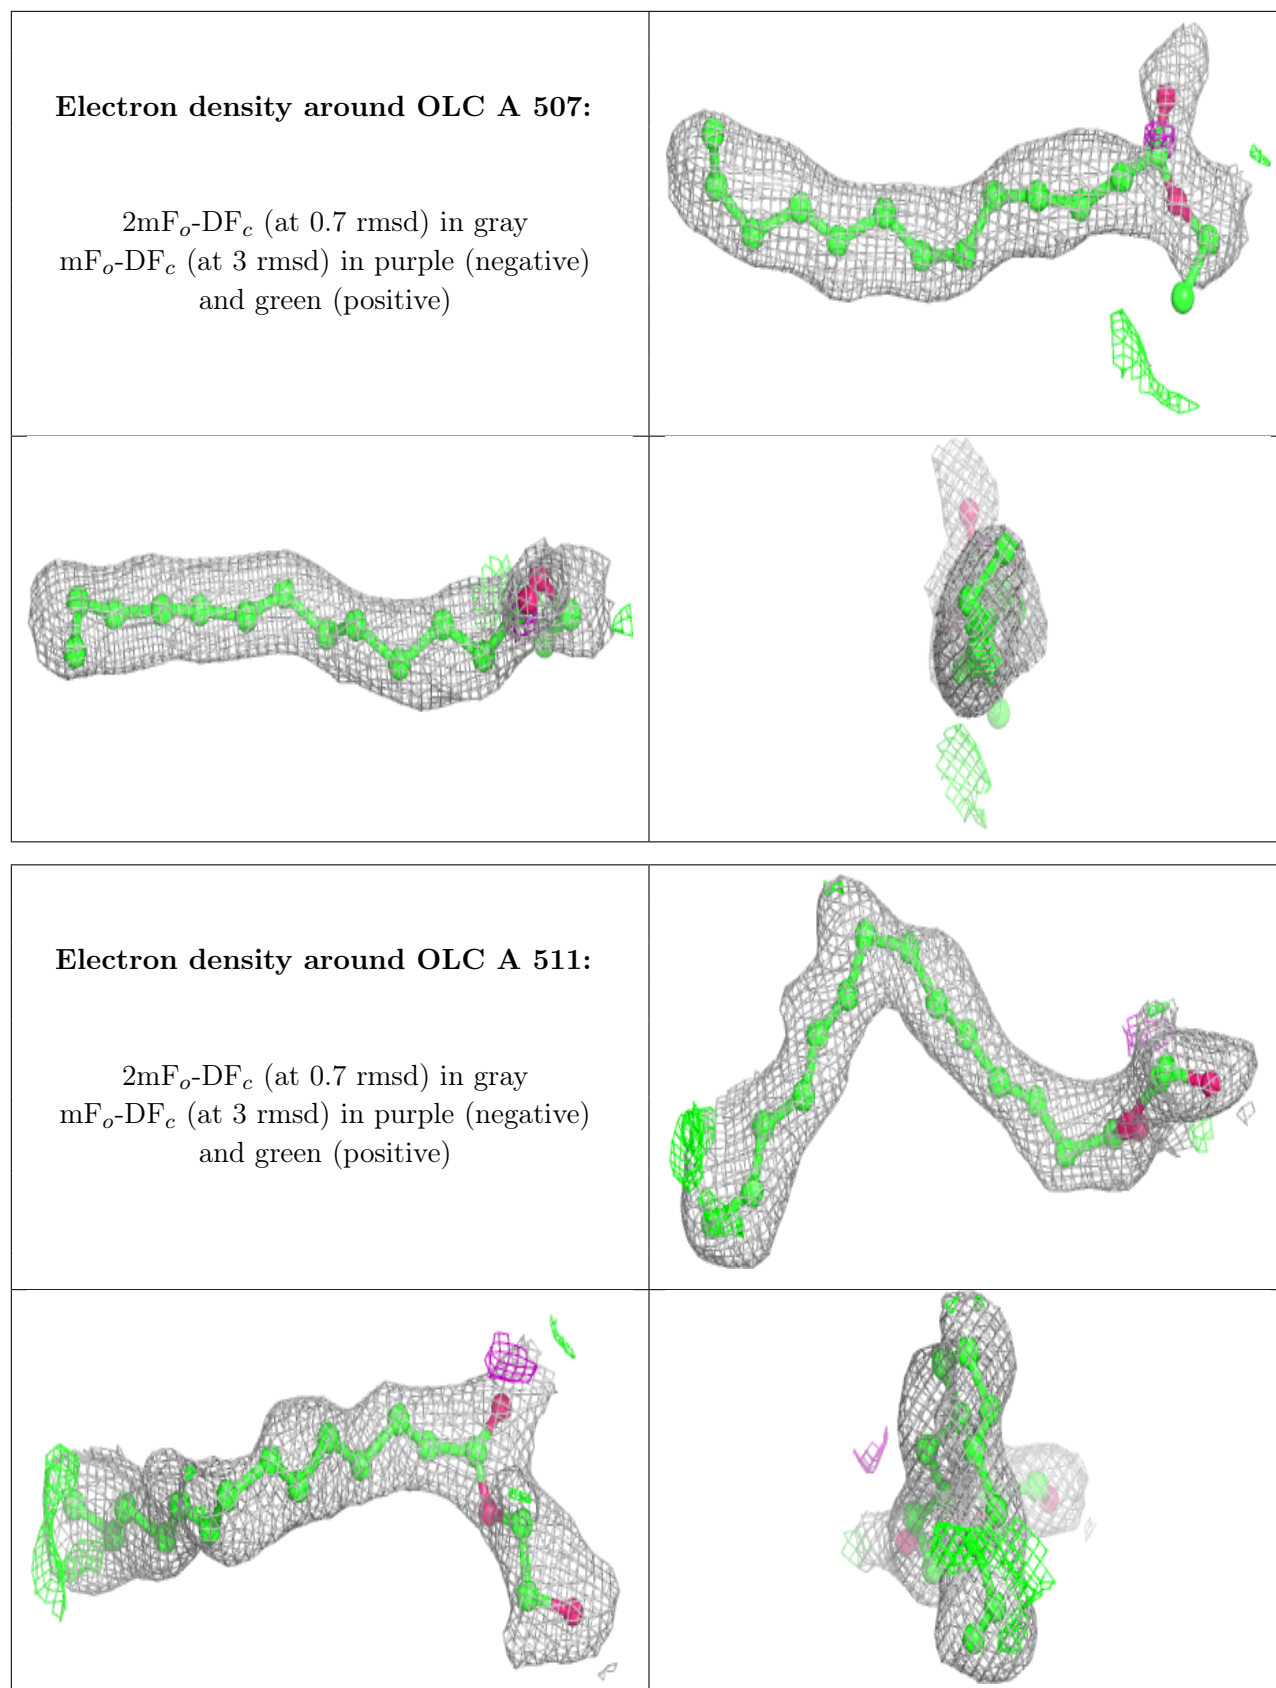 Electron density around OLC A 507:
2mFo-DFc (at 0.7 rmsd) in gray
mFo-DFc (at 3 rmsd) in purple (negative)
and green (positive)
Electron density around OLC A 511:
2mFo-DFc (at 0.7 rmsd) in gray
mFo-DFc (at 3 rmsd) in purple (negative)
and green (positive)